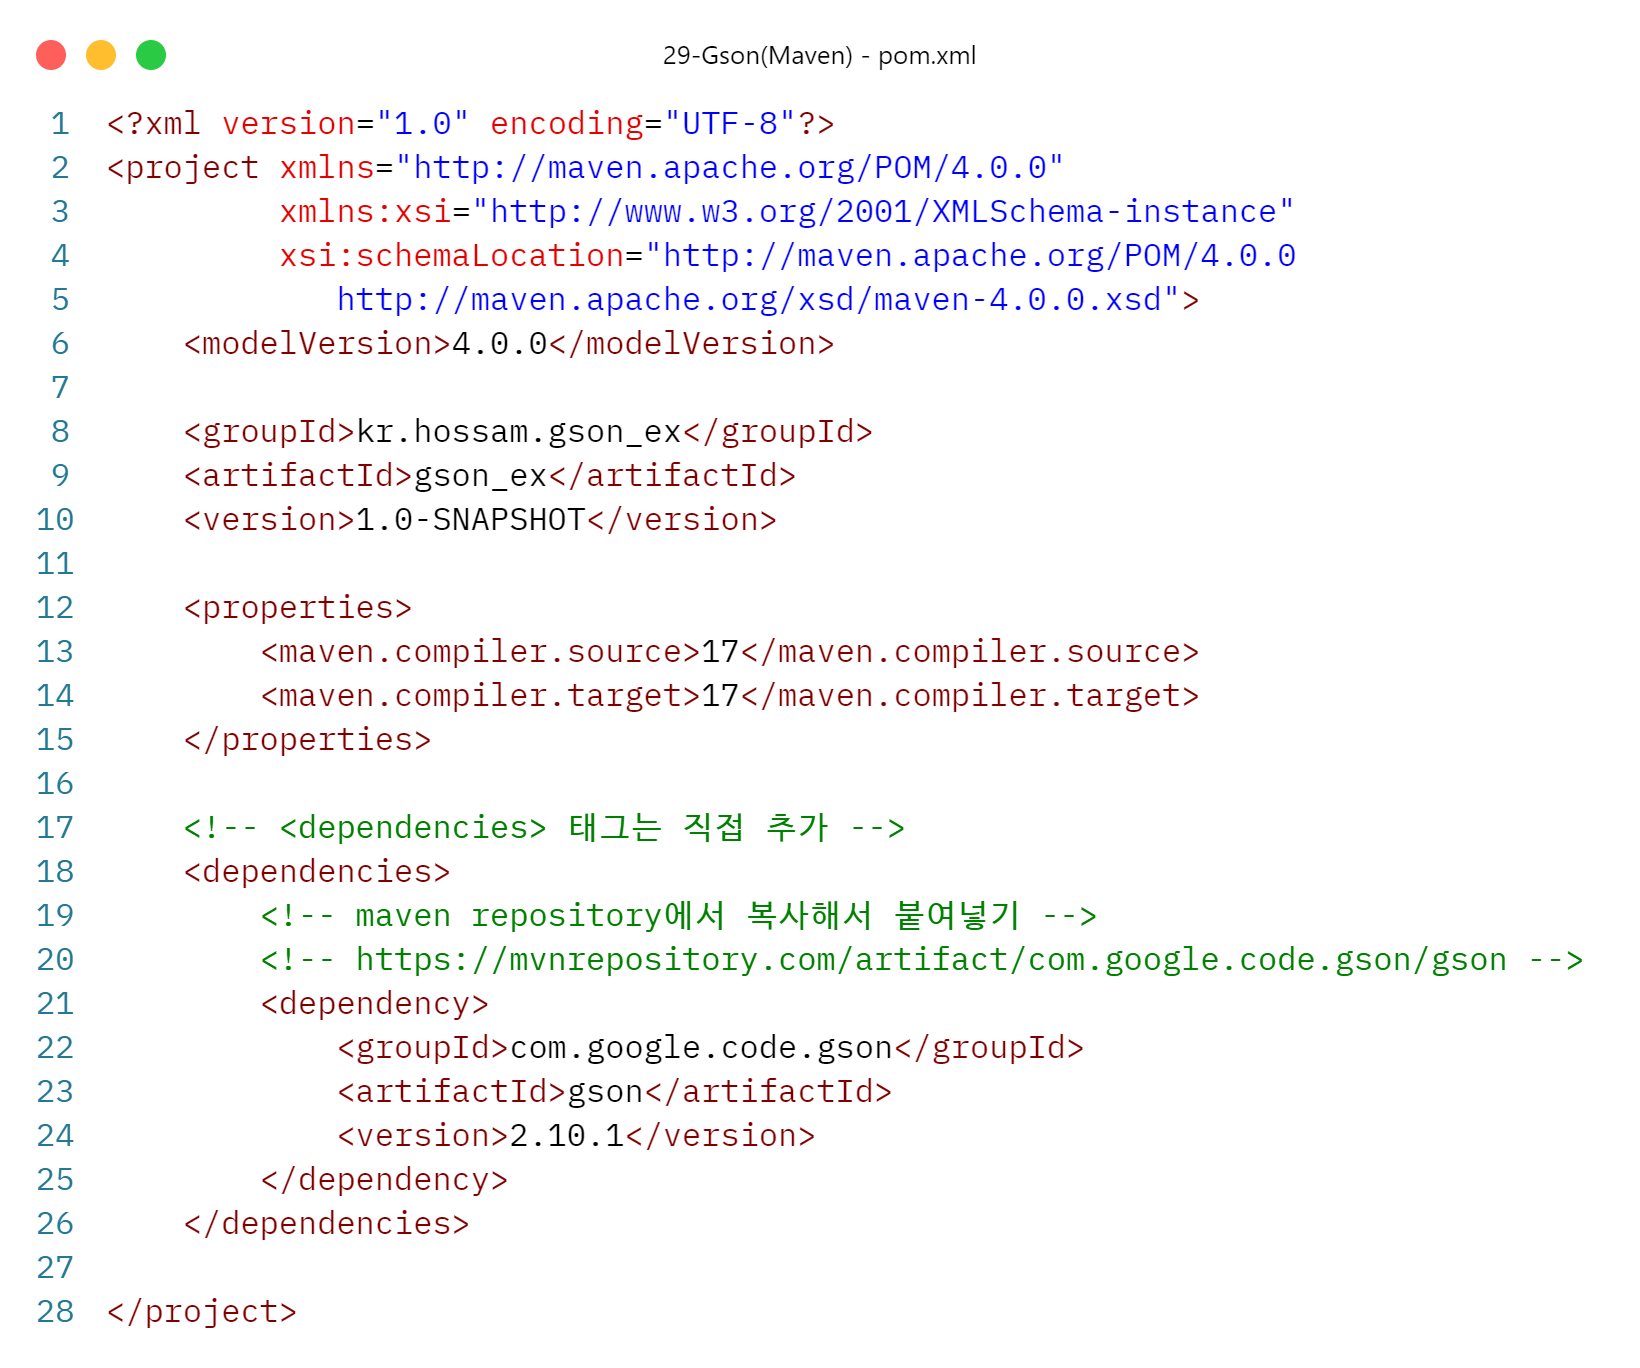 29-Gson(Maven) - pom.xml
1 <?xml version="1.0" encoding="UTF-8"?>
2 <project xmlns="http://maven.apache.org/POM/4.0.0"
3          xmlns:xsi="http://www.w3.org/2001/XMLSchema-instance"
4          xsi:schemaLocation="http://maven.apache.org/POM/4.0.0
5             http://maven.apache.org/xsd/maven-4.0.0.xsd">
6     <modelVersion>4.0.0</modelVersion>
7
8     <groupId>kr.hossam.gson_ex</groupId>
9     <artifactId>gson_ex</artifactId>
10     <version>1.0-SNAPSHOT</version>
11
12     <properties>
13         <maven.compiler.source>17</maven.compiler.source>
14         <maven.compiler.target>17</maven.compiler.target>
15     </properties>
16
17     <!-- <dependencies> 태그는 직접 추가 -->
18     <dependencies>
19         <!-- maven repository에서 복사해서 붙여넣기 -->
20         <!-- https://mvnrepository.com/artifact/com.google.code.gson/gson -->
21         <dependency>
22             <groupId>com.google.code.gson</groupId>
23             <artifactId>gson</artifactId>
24             <version>2.10.1</version>
25         </dependency>
26     </dependencies>
27
28 </project>